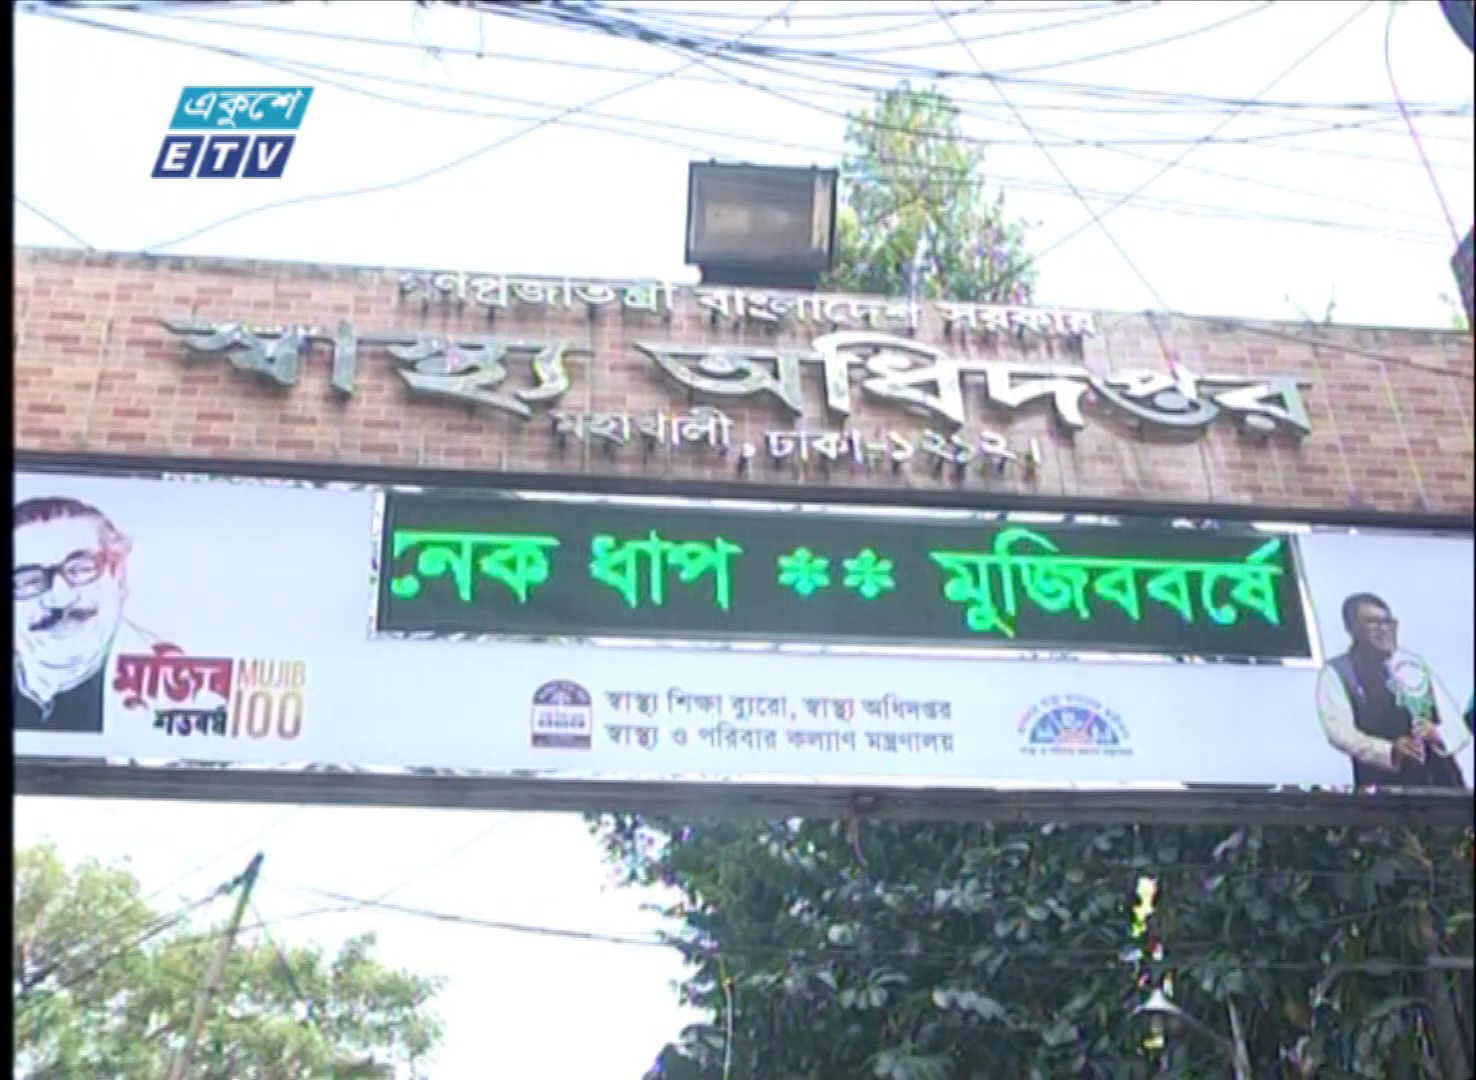 একুশে
ETV
গণপ্রজাতন্ত্রী বাংলাদেশ সরকার
স্বাস্থ্য অধিদপ্তর
মহাখালী, ঢাকা-১২১২।
নেক ধাপ ** মুজিববর্ষে
মুজিব MUJIB
শতবর্ষ 100
স্বাস্থ্য শিক্ষা ব্যুরো, স্বাস্থ্য অধিদপ্তর
স্বাস্থ্য ও পরিবার কল্যাণ মন্ত্রণালয়